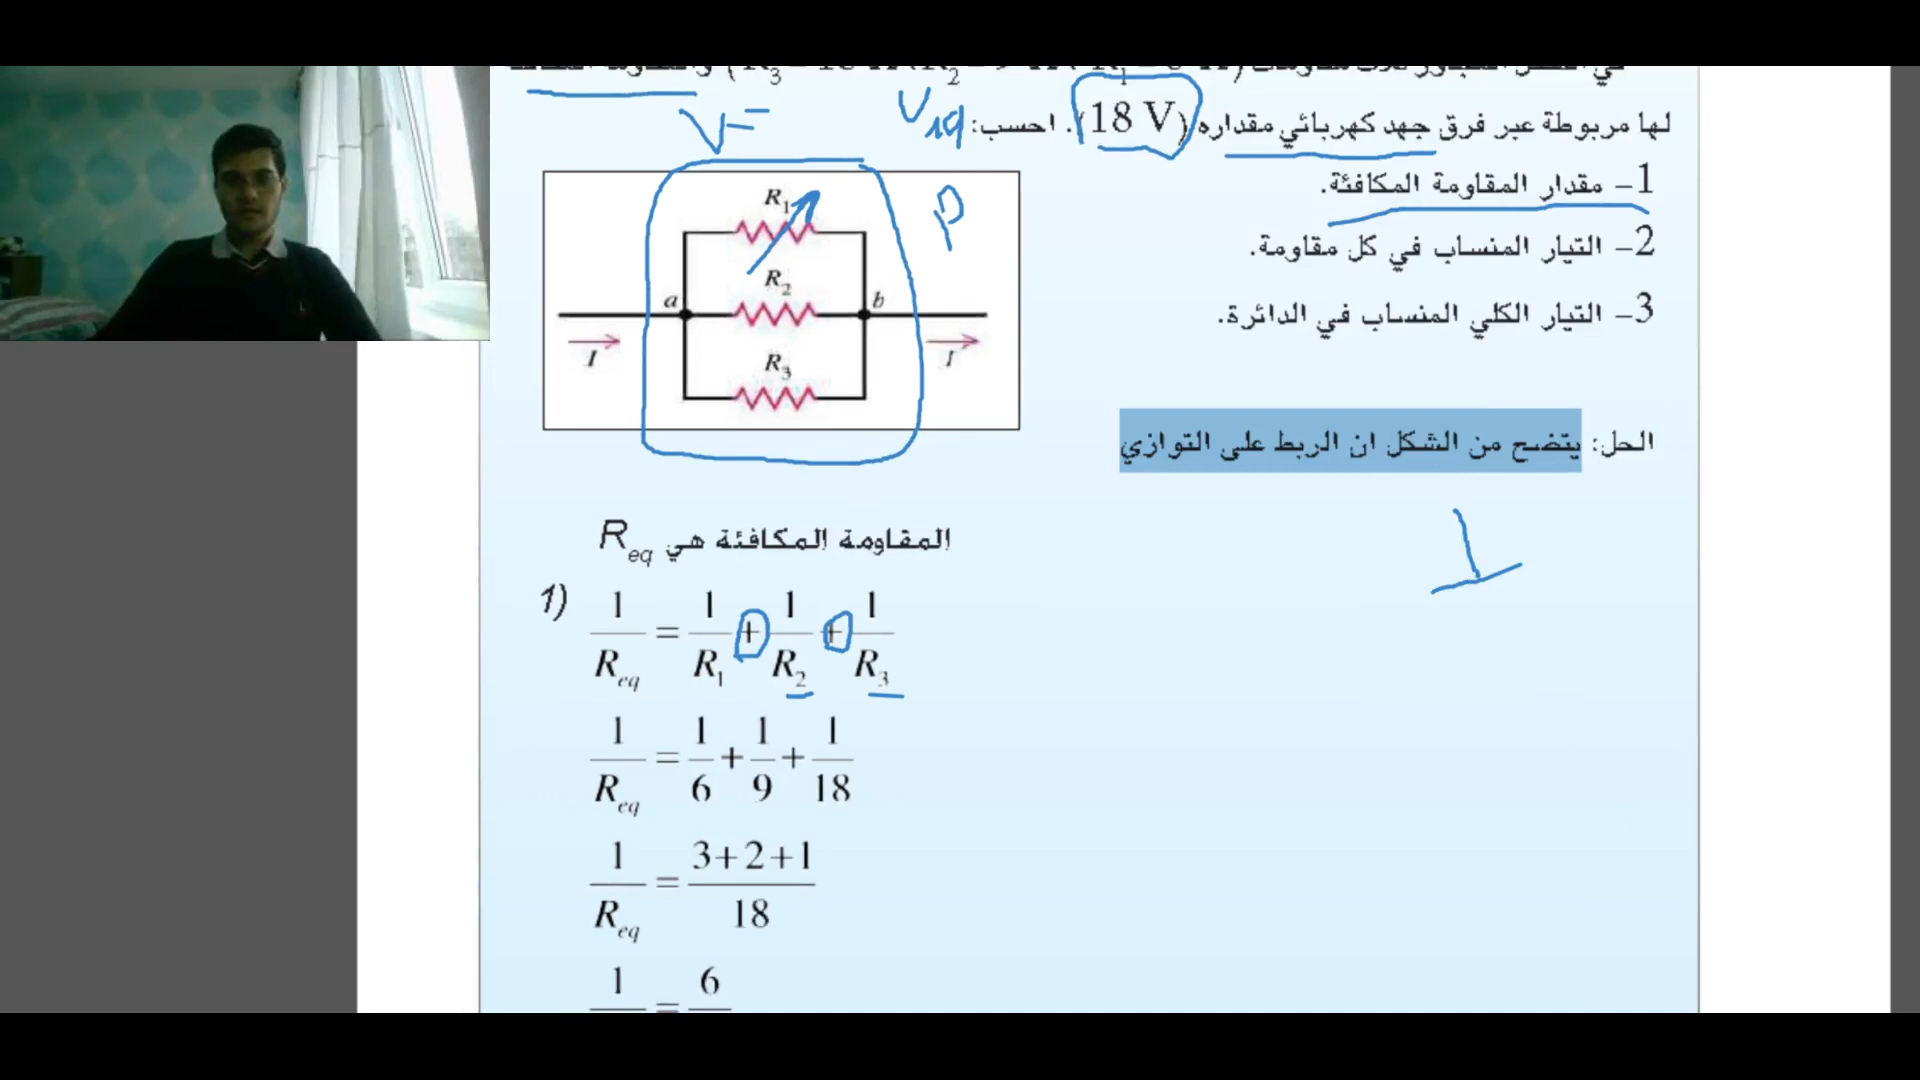 لها مربوطة عبر فرق جهد كهربائي مقداره (18 V). احسب:
V=
V eq
1– مقدار المقاومة المكافئة.
2– التيار المنساب في كل مقاومة.
3– التيار الكلي المنساب في الدائرة.
R1
P
R2
a b
I I
R3
الحل: يتضح من الشكل ان الربط على التوازي
المقاومة المكافئة هي Req
1) 1/Req = 1/R1 + 1/R2 + 1/R3
1/Req = 1/6 + 1/9 + 1/18
1/Req = 3+2+1/18
1 = 6